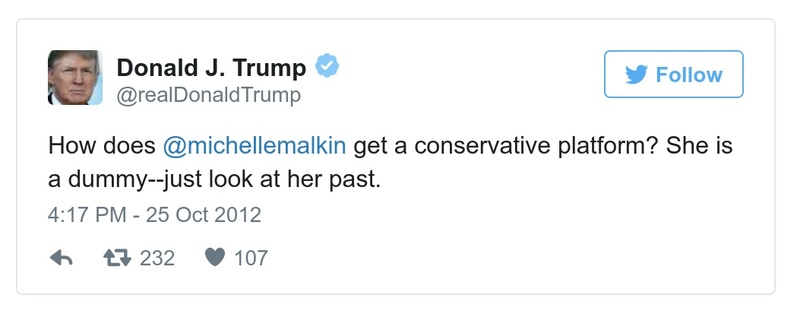 Donald J. Trump
@realDonaldTrump
Follow
How does @michellemalkin get a conservative platform? She is
a dummy--just look at her past.
4:17 PM - 25 Oct 2012
232 107